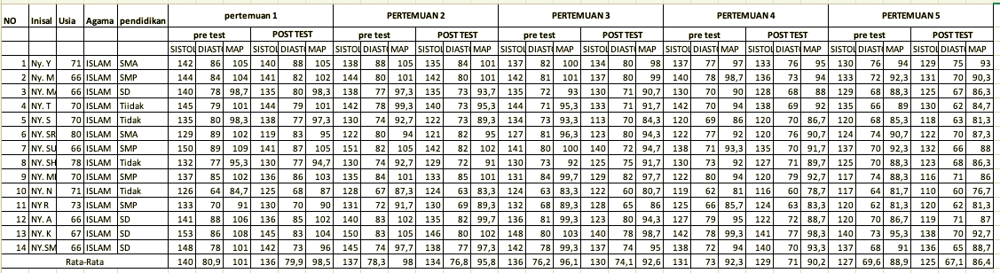 NO Inisal Usia Agama pendidikan pertemuan 1 PERTEMUAN 2 PERTEMUAN 3 PERTEMUAN 4 PERTEMUAN 5
pre test POST TEST pre test POST TEST pre test POST TEST pre test POST TEST pre test POST TEST
SISTOL DIASTO MAP SISTOL DIASTO MAP SISTOL DIASTO MAP SISTOL DIASTO MAP SISTOL DIASTO MAP SISTOL DIASTO MAP SISTOL DIASTO MAP SISTOL DIASTO MAP SISTOL DIASTO MAP SISTOL DIASTO MAP
1 Ny. Y 71 ISLAM SMA 142 86 105 140 88 105 138 88 105 135 84 101 137 82 100 134 80 98 137 77 97 133 76 95 130 76 94 129 75 93
2 Ny. M 66 ISLAM SMP 144 84 104 141 82 102 144 80 101 142 80 101 142 81 101 137 80 99 140 78 98,7 136 73 94 133 72 92,3 131 70 90,3
3 NY. MA 66 ISLAM SD 140 78 98,7 135 80 98,3 138 77 97,3 135 73 93,7 135 72 93 130 71 90,7 130 70 90 128 68 88 129 68 88,3 125 67 86,3
4 NY. T 70 ISLAM Tiidak 145 79 101 144 79 101 142 78 99,3 140 73 95,3 144 71 95,3 133 71 91,7 142 70 94 138 69 92 135 66 89 130 62 84,7
5 NY. S 70 ISLAM Tidak 135 80 98,3 138 77 97,3 130 74 92,7 122 73 89,3 134 73 93,3 113 70 84,3 120 69 86 120 70 86,7 120 68 85,3 118 63 81,3
6 NY. SR 80 ISLAM SMA 129 89 102 119 83 95 122 80 94 121 82 95 127 81 96,3 123 80 94,3 122 77 92 120 76 90,7 124 74 90,7 122 70 87,3
7 NY. SU 66 ISLAM SMP 150 89 109 141 87 105 151 82 105 142 82 102 141 80 100 140 72 94,7 138 71 93,3 135 70 91,7 137 70 92,3 132 66 88
8 NY. SH 78 ISLAM Tidak 132 77 95,3 130 77 94,7 130 74 92,7 129 72 91 130 73 92 125 75 91,7 130 73 92 127 71 89,7 125 70 88,3 123 68 86,3
9 NY. MI 70 ISLAM SMP 137 85 102 136 86 103 135 84 101 133 85 101 131 84 99,7 129 82 97,7 122 80 94 120 79 92,7 117 74 88,3 116 71 86
10 NY. N 71 ISLAM Tidak 126 64 84,7 125 68 87 128 67 87,3 124 63 83,3 124 63 83,3 122 60 80,7 119 62 81 116 60 78,7 117 64 81,7 110 60 76,7
11 NY R 73 ISLAM SMP 133 70 91 130 70 90 131 72 91,7 130 69 89,3 132 68 89,3 128 65 86 125 66 85,7 124 63 83,3 120 62 81,3 120 62 81,3
12 NY. A 66 ISLAM SD 141 88 106 136 85 102 140 83 102 135 82 99,7 136 81 99,3 123 80 94,3 127 79 95 122 72 88,7 120 70 86,7 119 71 87
13 NY. K 67 ISLAM SD 153 86 108 145 83 104 150 83 105 146 80 102 148 80 103 140 78 98,7 142 78 99,3 141 77 98,3 140 73 95,3 138 70 92,7
14 NY.SM 66 ISLAM SD 148 78 101 142 73 96 145 74 97,7 138 77 97,3 142 78 99,3 137 74 95 138 72 94 140 70 93,3 137 68 91 136 65 88,7
Rata-Rata 140 80,9 101 136 79,9 98,5 137 78,3 98 134 76,8 95,8 136 76,2 96,1 130 74,1 92,6 131 73 92,3 129 71 90,2 127 69,6 88,9 125 67,1 86,4